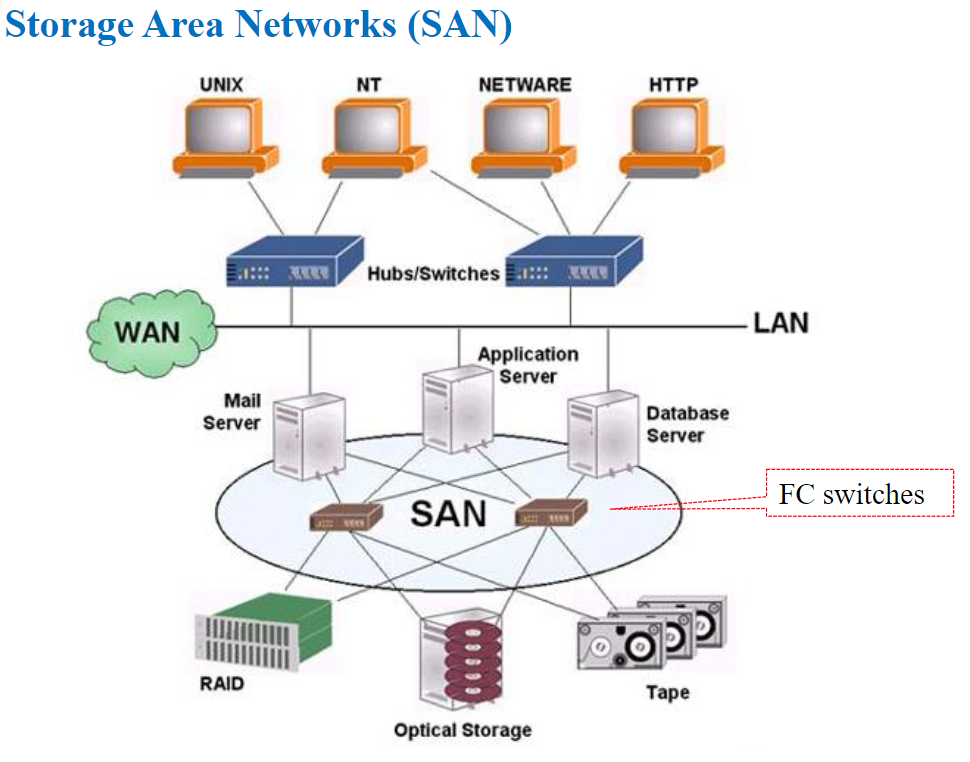 Storage Area Networks (SAN)
UNIX
NT
NETWARE
HTTP
Hubs/Switches
WAN
LAN
Application
Server
Mail
Server
Database
Server
SAN
FC switches
RAID
Optical Storage
Tape